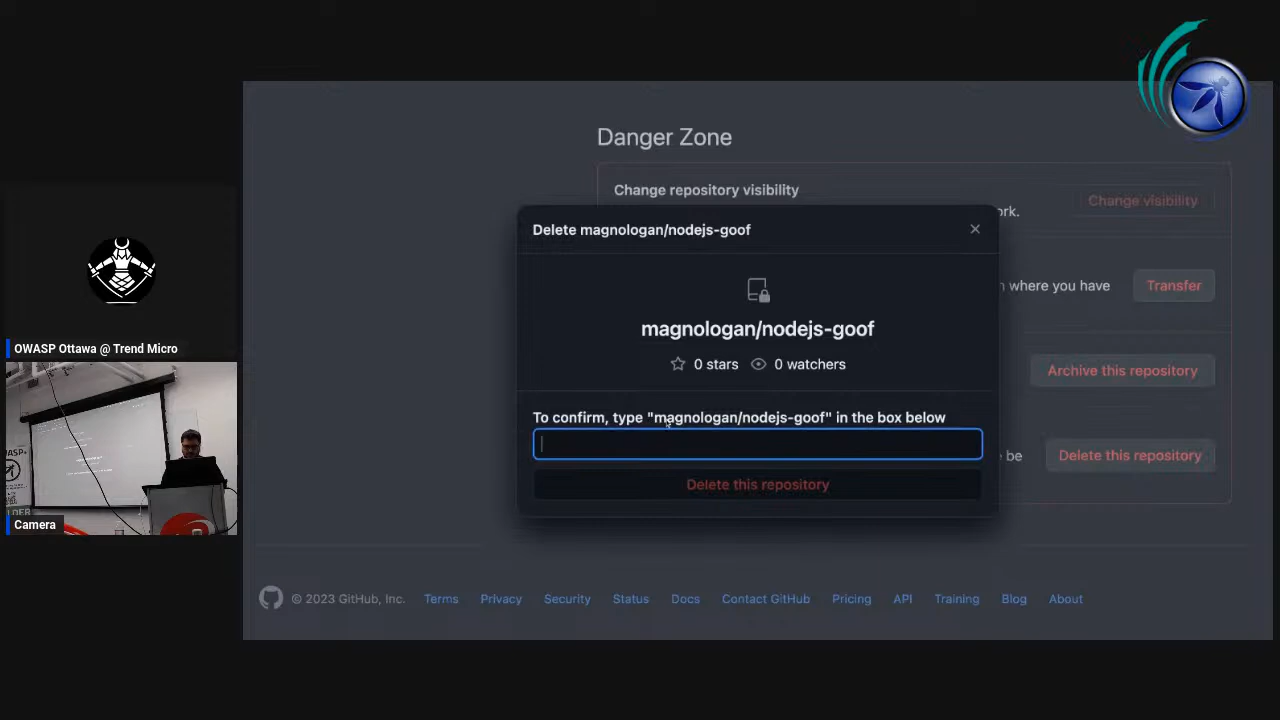 Danger Zone
Change repository visibility
ork.
Change visibility
Delete magnologan/nodejs-goof
n where you have
Transfer
magnologan/nodejs-goof
0 stars
0 watchers
Archive this repository
To confirm, type "magnologan/nodejs-goof" in the box below
be
Delete this repository
Delete this repository
© 2023 GitHub, Inc.
Terms
Privacy
Security
Status
Docs
Contact GitHub
Pricing
API
Training
Blog
About
OWASP Ottawa @ Trend Micro
Camera